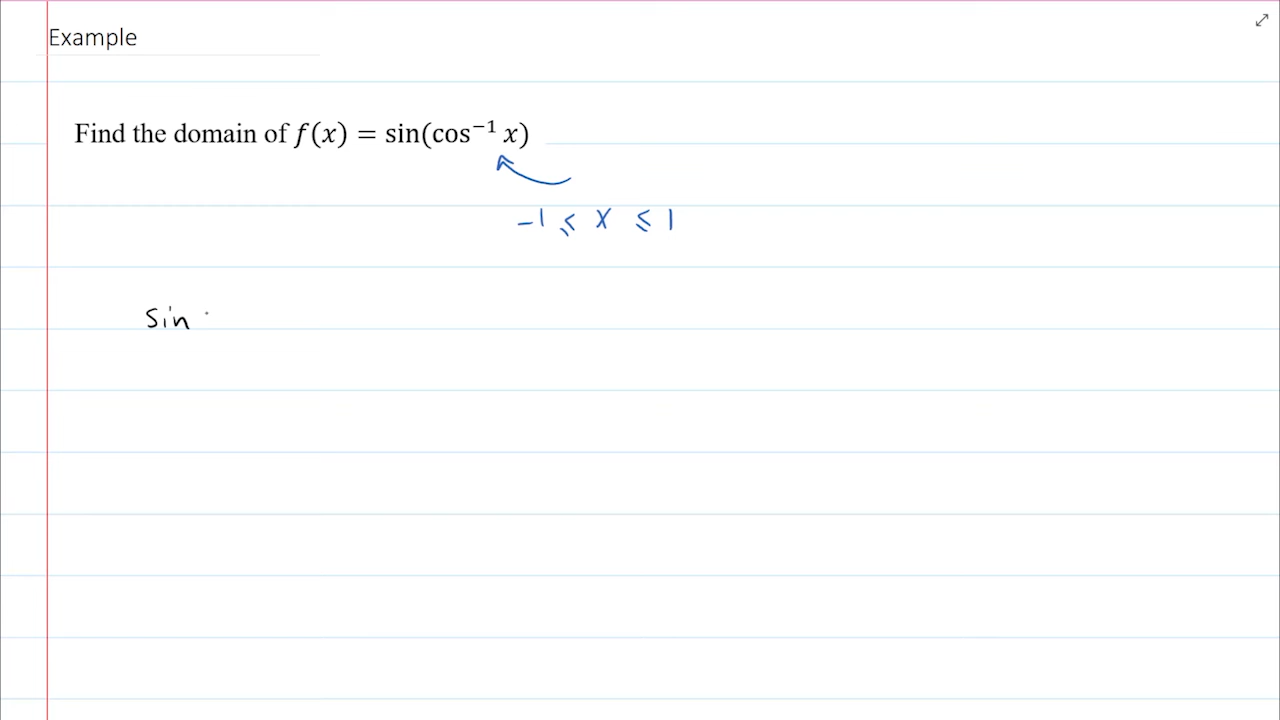 Example
Find the domain of f(x) = sin(cos⁻¹ x)
-1 ≤ x ≤ 1
sin